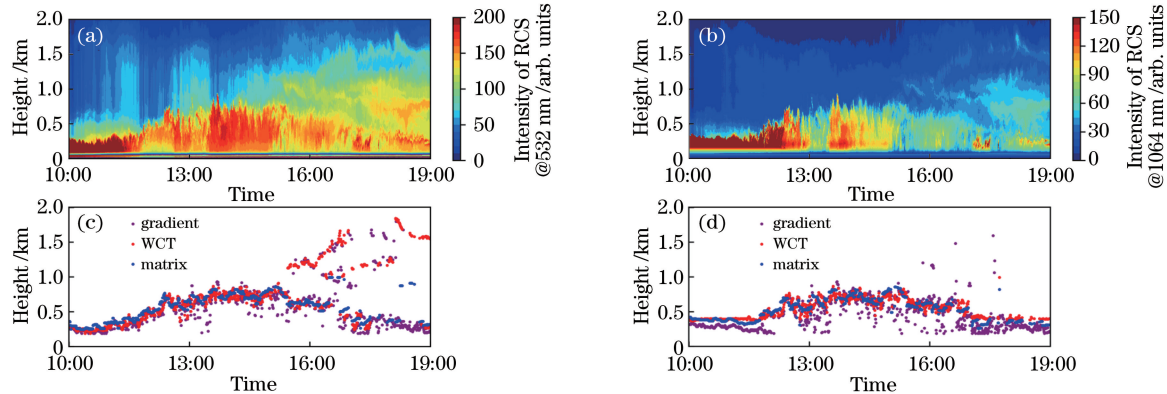 (a)
2.0
1.5
1.0
0.5
0
Height /km
10:00 13:00 16:00 19:00
Time
200
150
100
50
0
Intensity of RCS
@532 nm /arb. units
(b)
2.0
1.5
1.0
0.5
0
Height /km
10:00 13:00 16:00 19:00
Time
150
120
90
60
30
0
Intensity of RCS
@1064 nm /arb. units
(c)
gradient
WCT
matrix
2.0
1.5
1.0
0.5
0
Height /km
10:00 13:00 16:00 19:00
Time
(d)
gradient
WCT
matrix
2.0
1.5
1.0
0.5
0
Height /km
10:00 13:00 16:00 19:00
Time